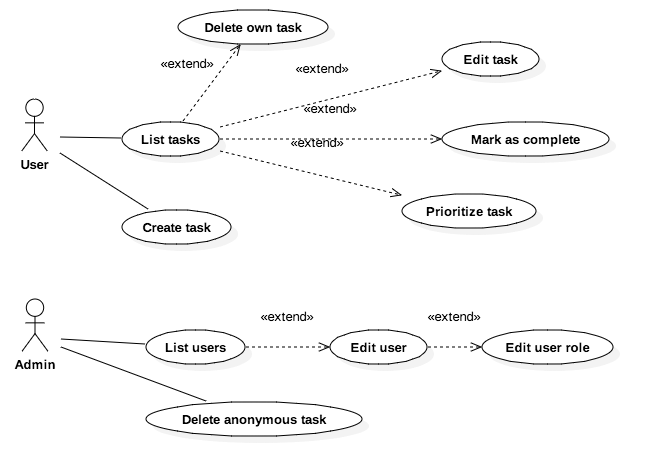 Delete own task
«extend»
«extend»
Edit task
«extend»
List tasks
«extend»
Mark as complete
User
Prioritize task
Create task
«extend»
«extend»
List users
Edit user
Edit user role
Admin
Delete anonymous task